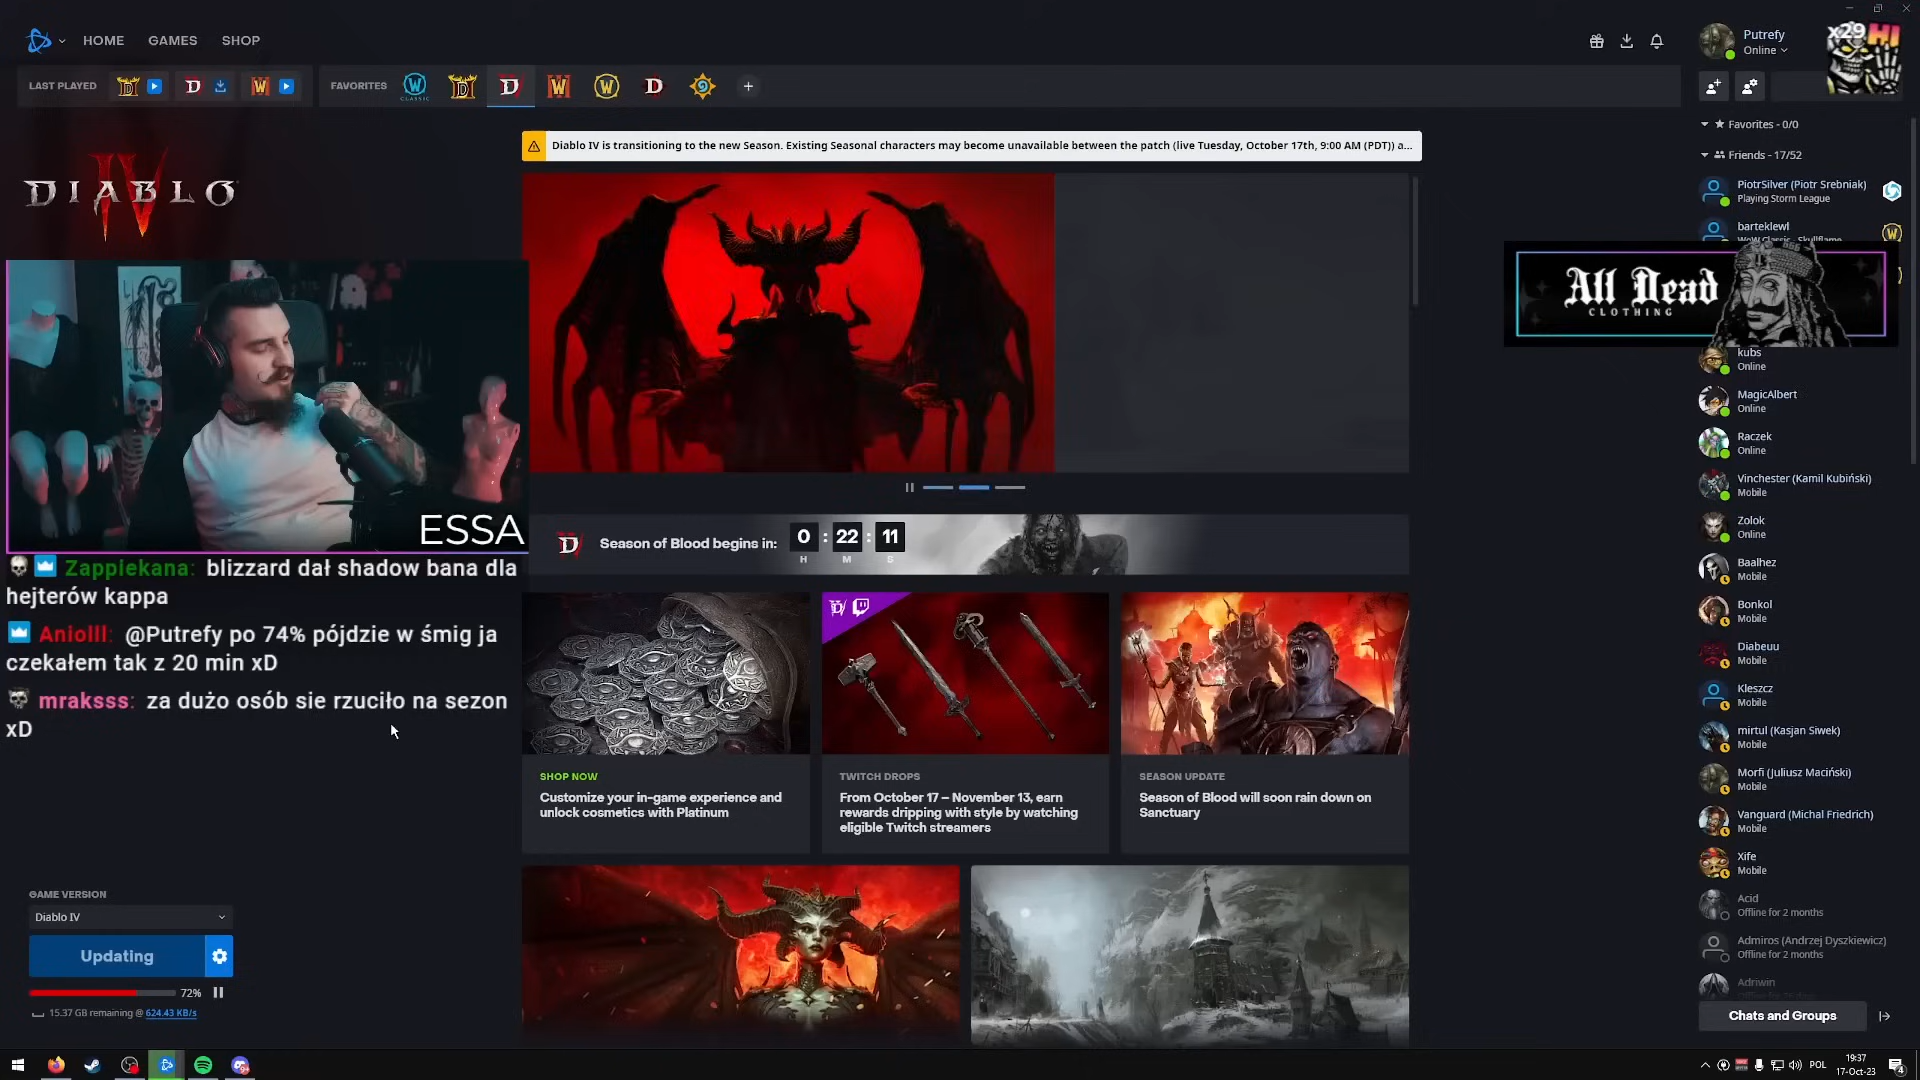 HOME GAMES SHOP
Putrefy
Online
x29 HI
LAST PLAYED
FAVORITES
CLASSIC
Favorites - 0/0
Friends - 17/52
DIABLO IV
Diablo IV is transitioning to the new Season. Existing Seasonal characters may become unavailable between the patch (live Tuesday, October 17th, 9:00 AM (PDT)) a...
PiotrSilver (Piotr Srebniak)
Playing Storm League
barteklewl
WoW Classic - Skullflame
All Dead
CLOTHING
kubs
Online
MagicAlbert
Online
Raczek
Online
Vinchester (Kamil Kubiński)
Mobile
Zolok
Online
Baalhez
Mobile
Bonkol
Mobile
Diabeuu
Mobile
Kleszcz
Mobile
mirtul (Kasjan Siwek)
Mobile
Morfi (Juliusz Maciński)
Mobile
Vanguard (Michal Friedrich)
Mobile
Xife
Mobile
Acid
Offline for 2 months
Admiros (Andrzej Dyszkiewicz)
Offline for 2 months
Adriwin
Chats and Groups
ESSA
Zappiekana: blizzard dał shadow bana dla
hejterów kappa
Aniolll: @Putrefy po 74% pójdzie w śmig ja
czekałem tak z 20 min xD
mraksss: za dużo osób sie rzuciło na sezon
xD
Season of Blood begins in: 0 : 22 : 11
H M S
SHOP NOW
Customize your in-game experience and
unlock cosmetics with Platinum
TWITCH DROPS
From October 17 – November 13, earn
rewards dripping with style by watching
eligible Twitch streamers
SEASON UPDATE
Season of Blood will soon rain down on
Sanctuary
GAME VERSION
Diablo IV
Updating
72%
15.37 GB remaining @ 624.43 KB/s
POL
19:37
17-Oct-23
4